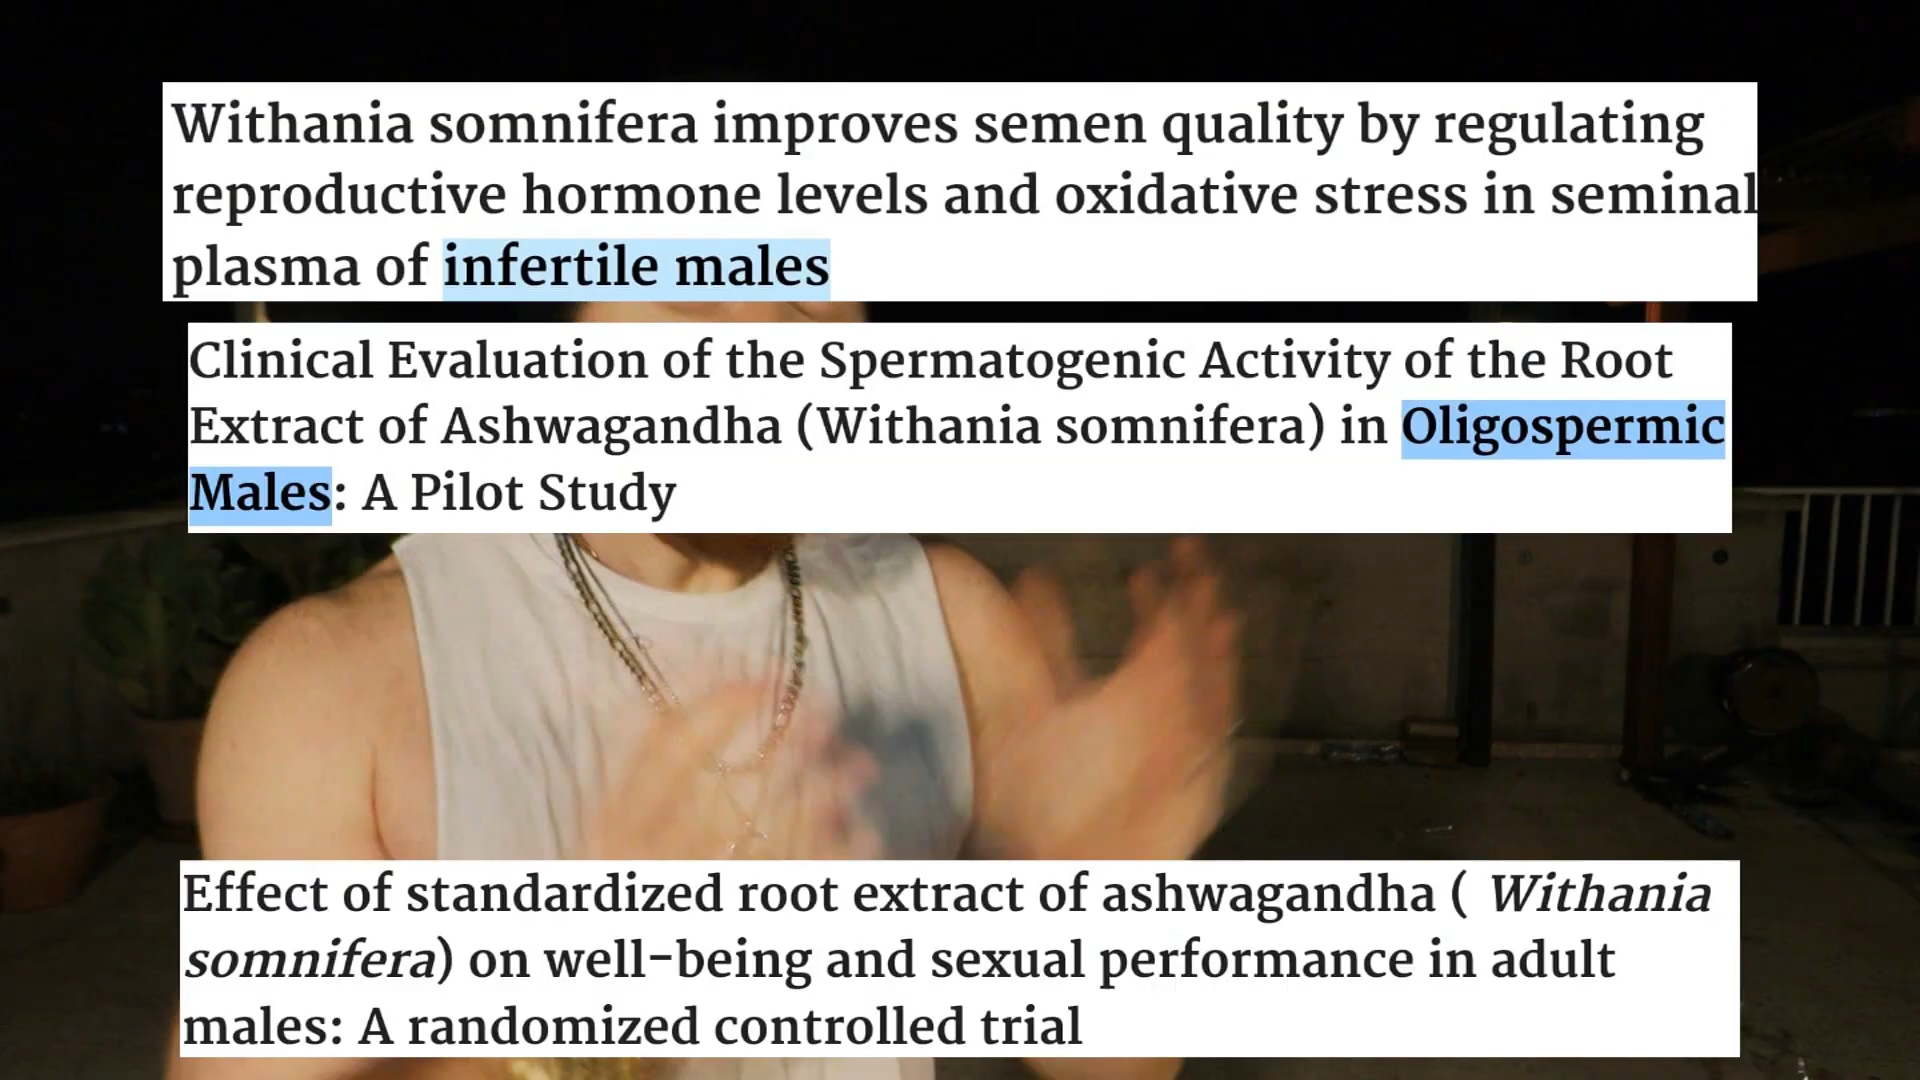 Withania somnifera improves semen quality by regulating
reproductive hormone levels and oxidative stress in seminal
plasma of infertile males
Clinical Evaluation of the Spermatogenic Activity of the Root
Extract of Ashwagandha (Withania somnifera) in Oligospermic
Males: A Pilot Study
Effect of standardized root extract of ashwagandha ( Withania
somnifera) on well-being and sexual performance in adult
males: A randomized controlled trial